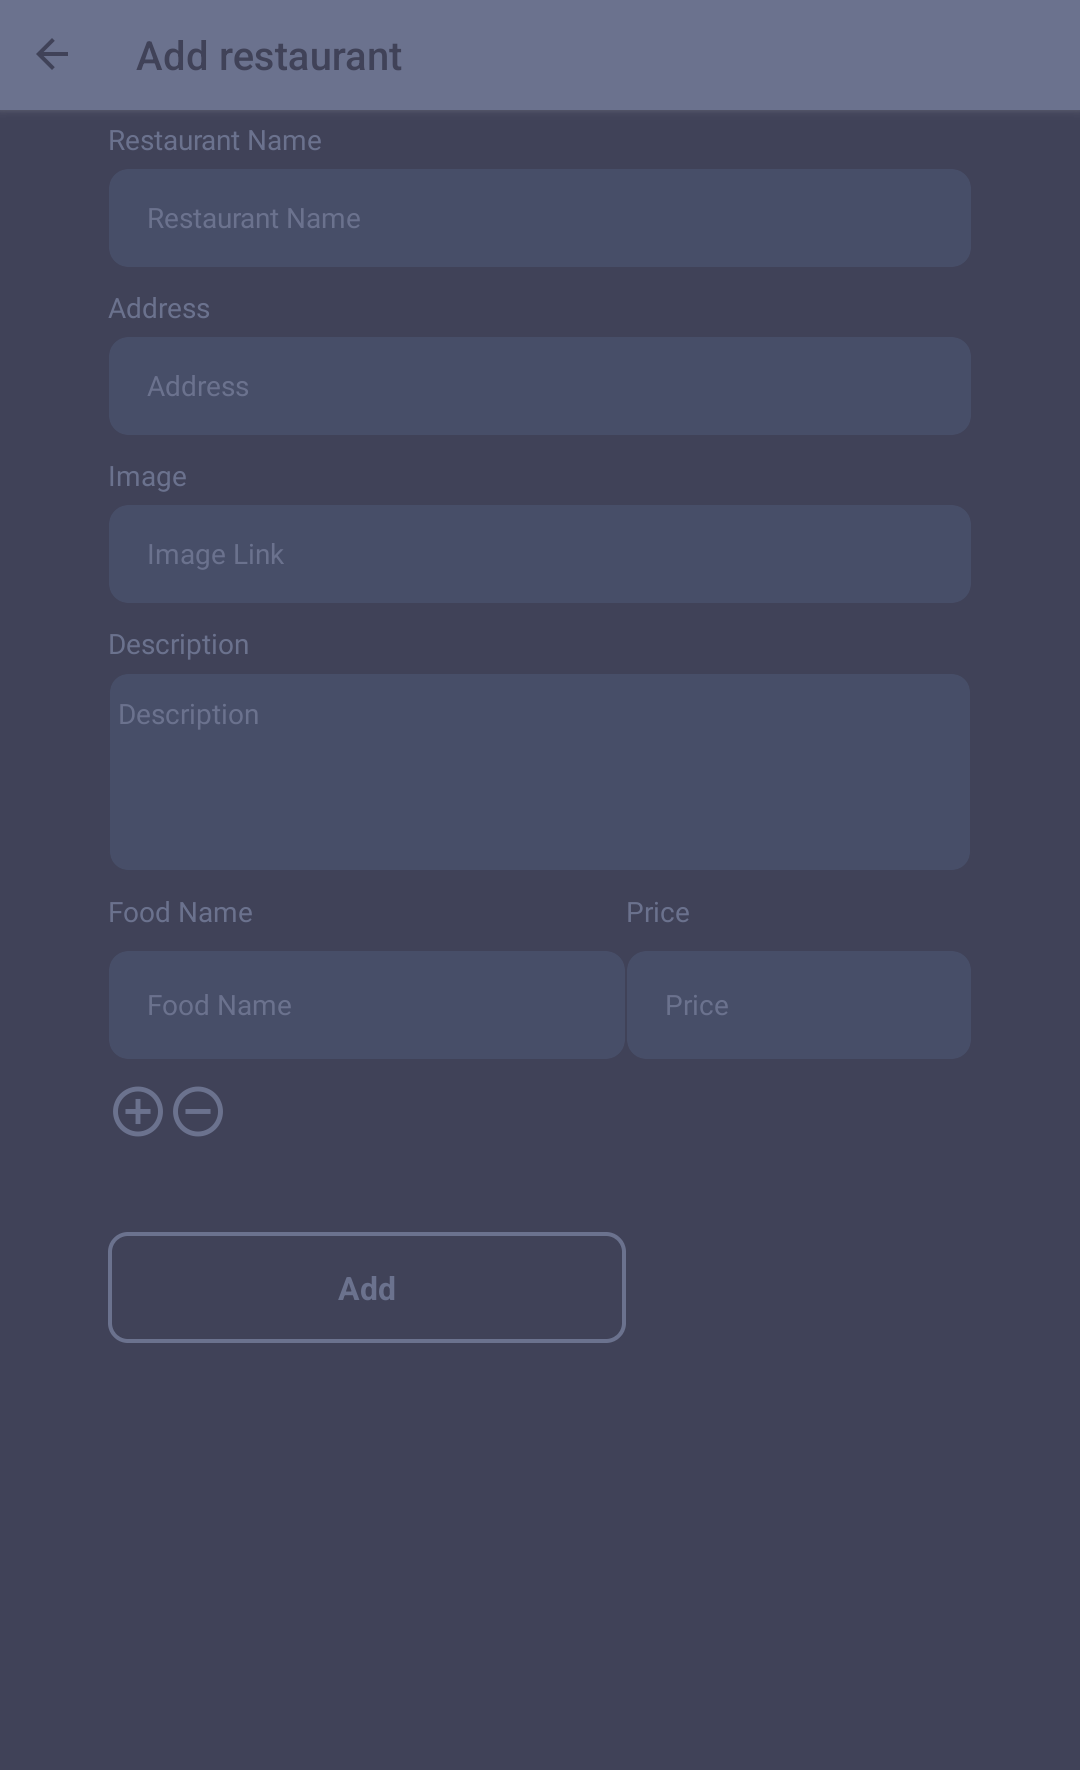 Add restaurant
Restaurant Name
Restaurant Name
Address
Address
Image
Image Link
Description
Description
Food Name Price
Food Name Price
Add